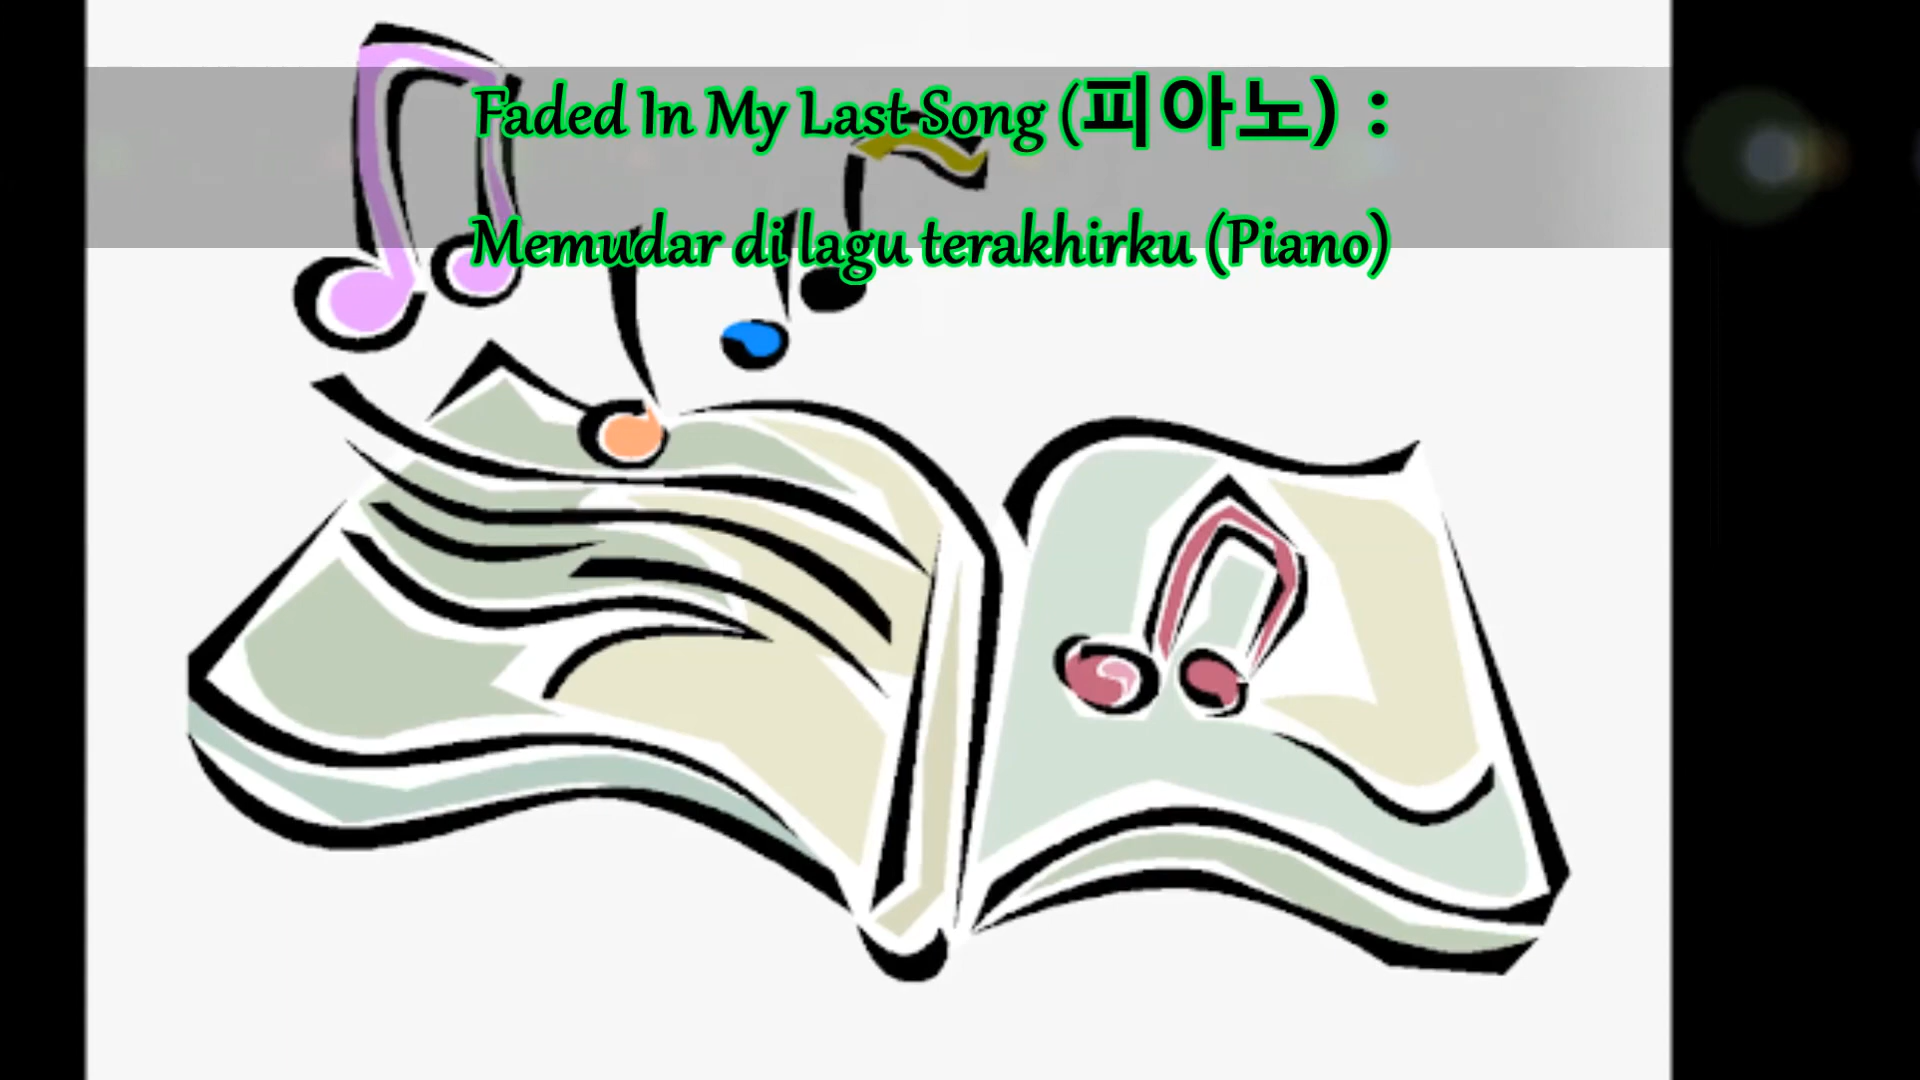 Faded In My Last Song (피아노) :
Memudar di lagu terakhirku (Piano)